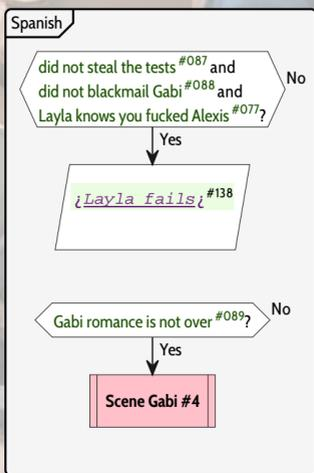 Spanish
did not steal the tests #087 and
did not blackmail Gabi #088 and
Layla knows you fucked Alexis #077?
No
Yes
¿Layla fails¿ #138
Gabi romance is not over #089?
No
Yes
Scene Gabi #4